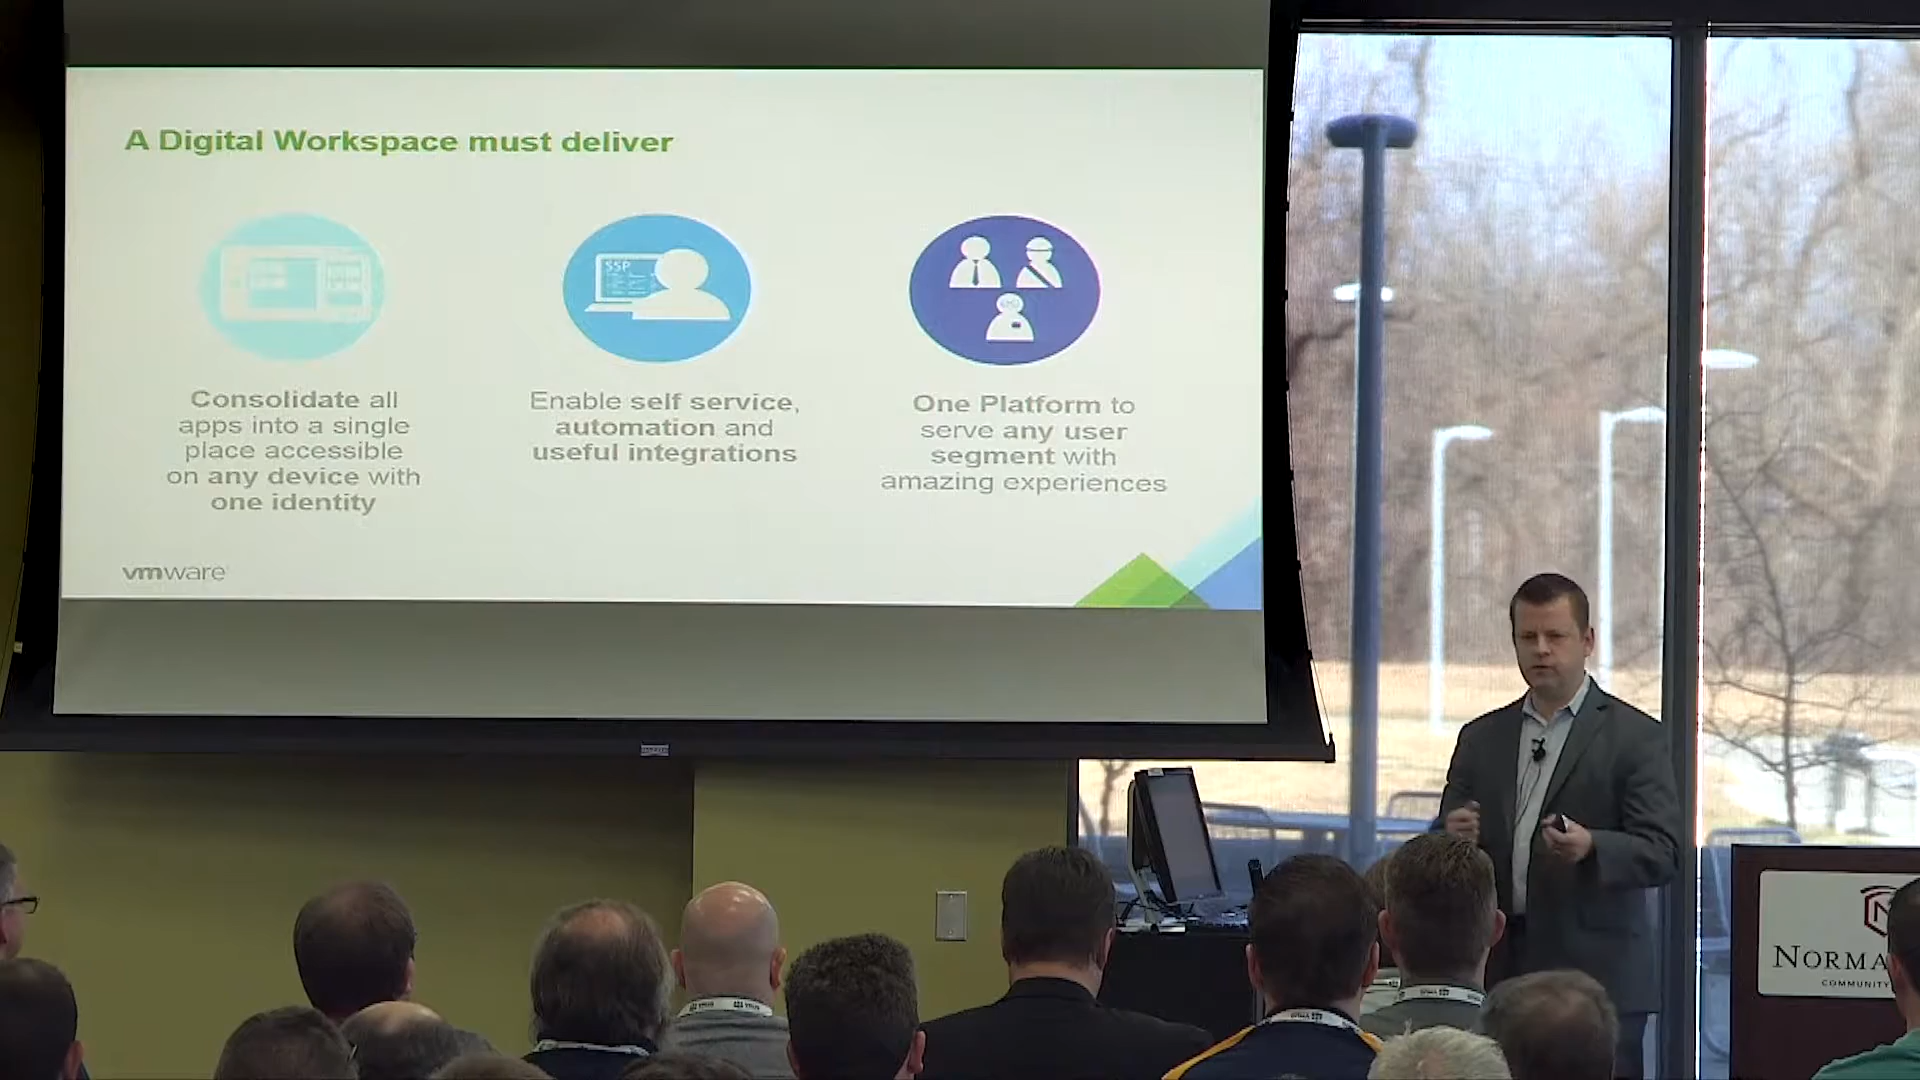 A Digital Workspace must deliver
SSP
Consolidate all
apps into a single
place accessible
on any device with
one identity
Enable self service,
automation and
useful integrations
One Platform to
serve any user
segment with
amazing experiences
vmware
N
NORMA
COMMUNITY